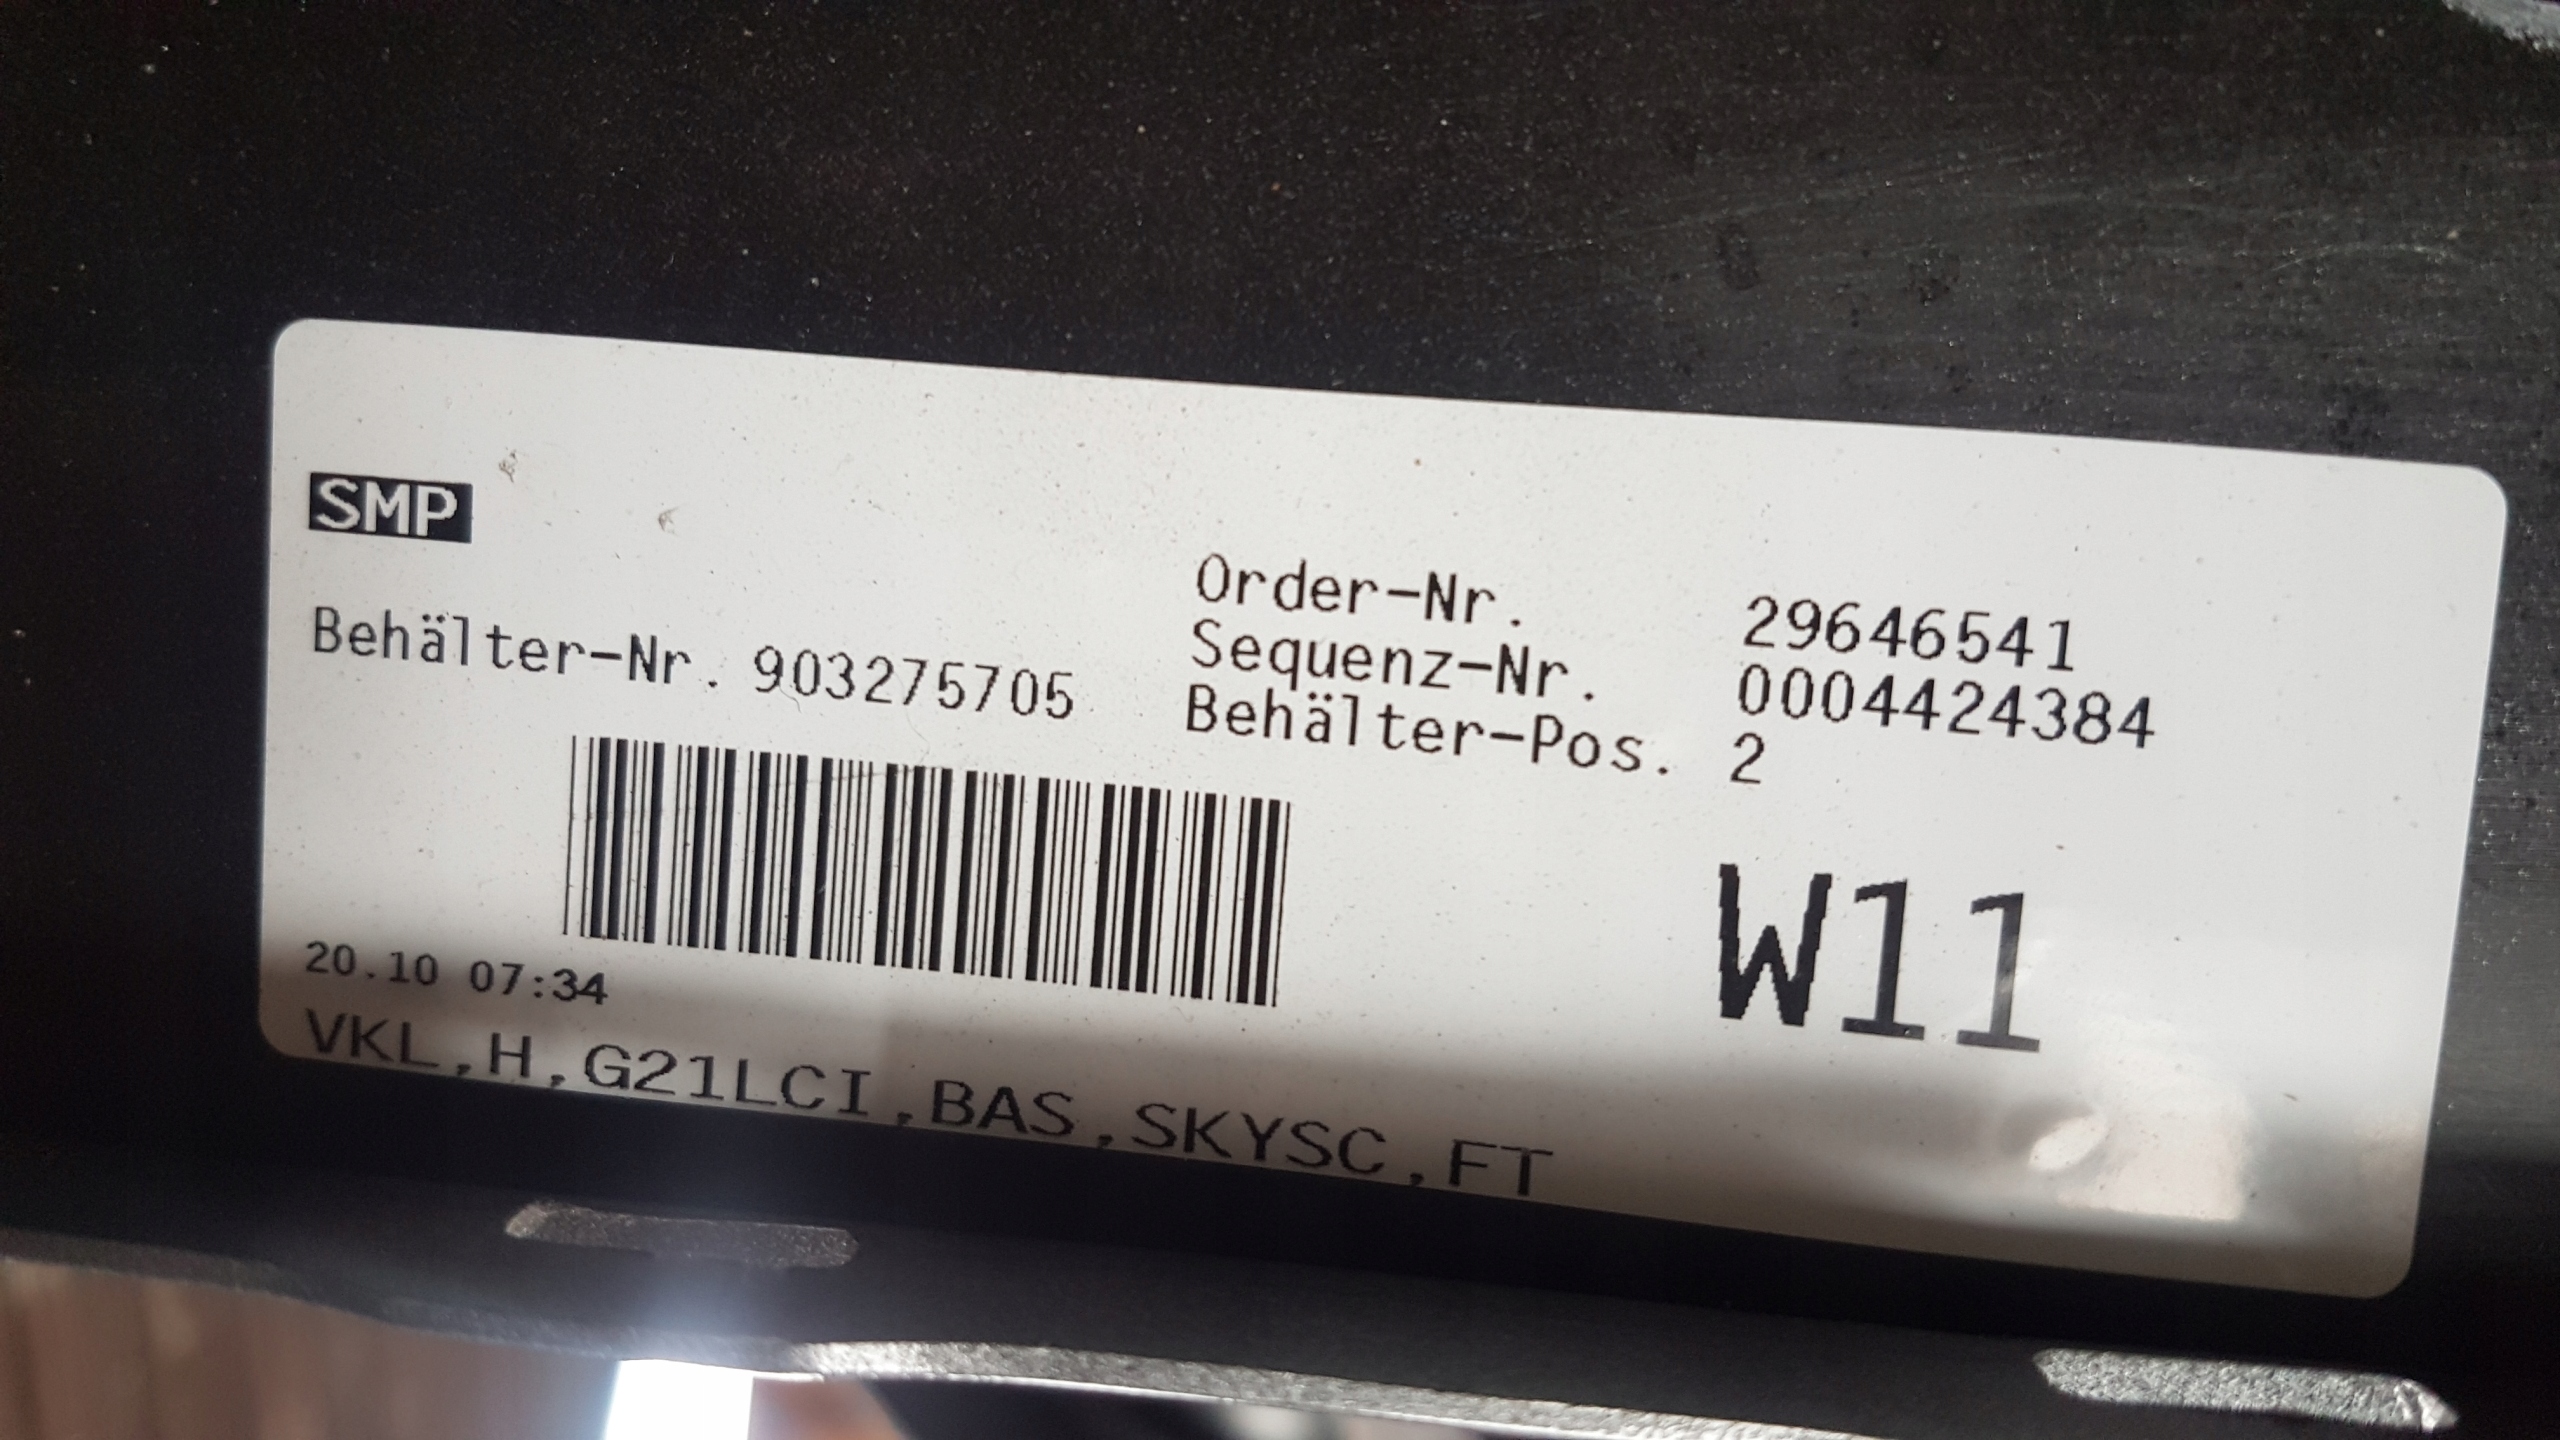 SMP
Order-Nr. 29646541
Behälter-Nr. 903275705
Sequenz-Nr. 0004424384
Behälter-Pos. 2
W11
20.10 07:34
VKL,H,G21LCI,BAS,SKYSC,FT